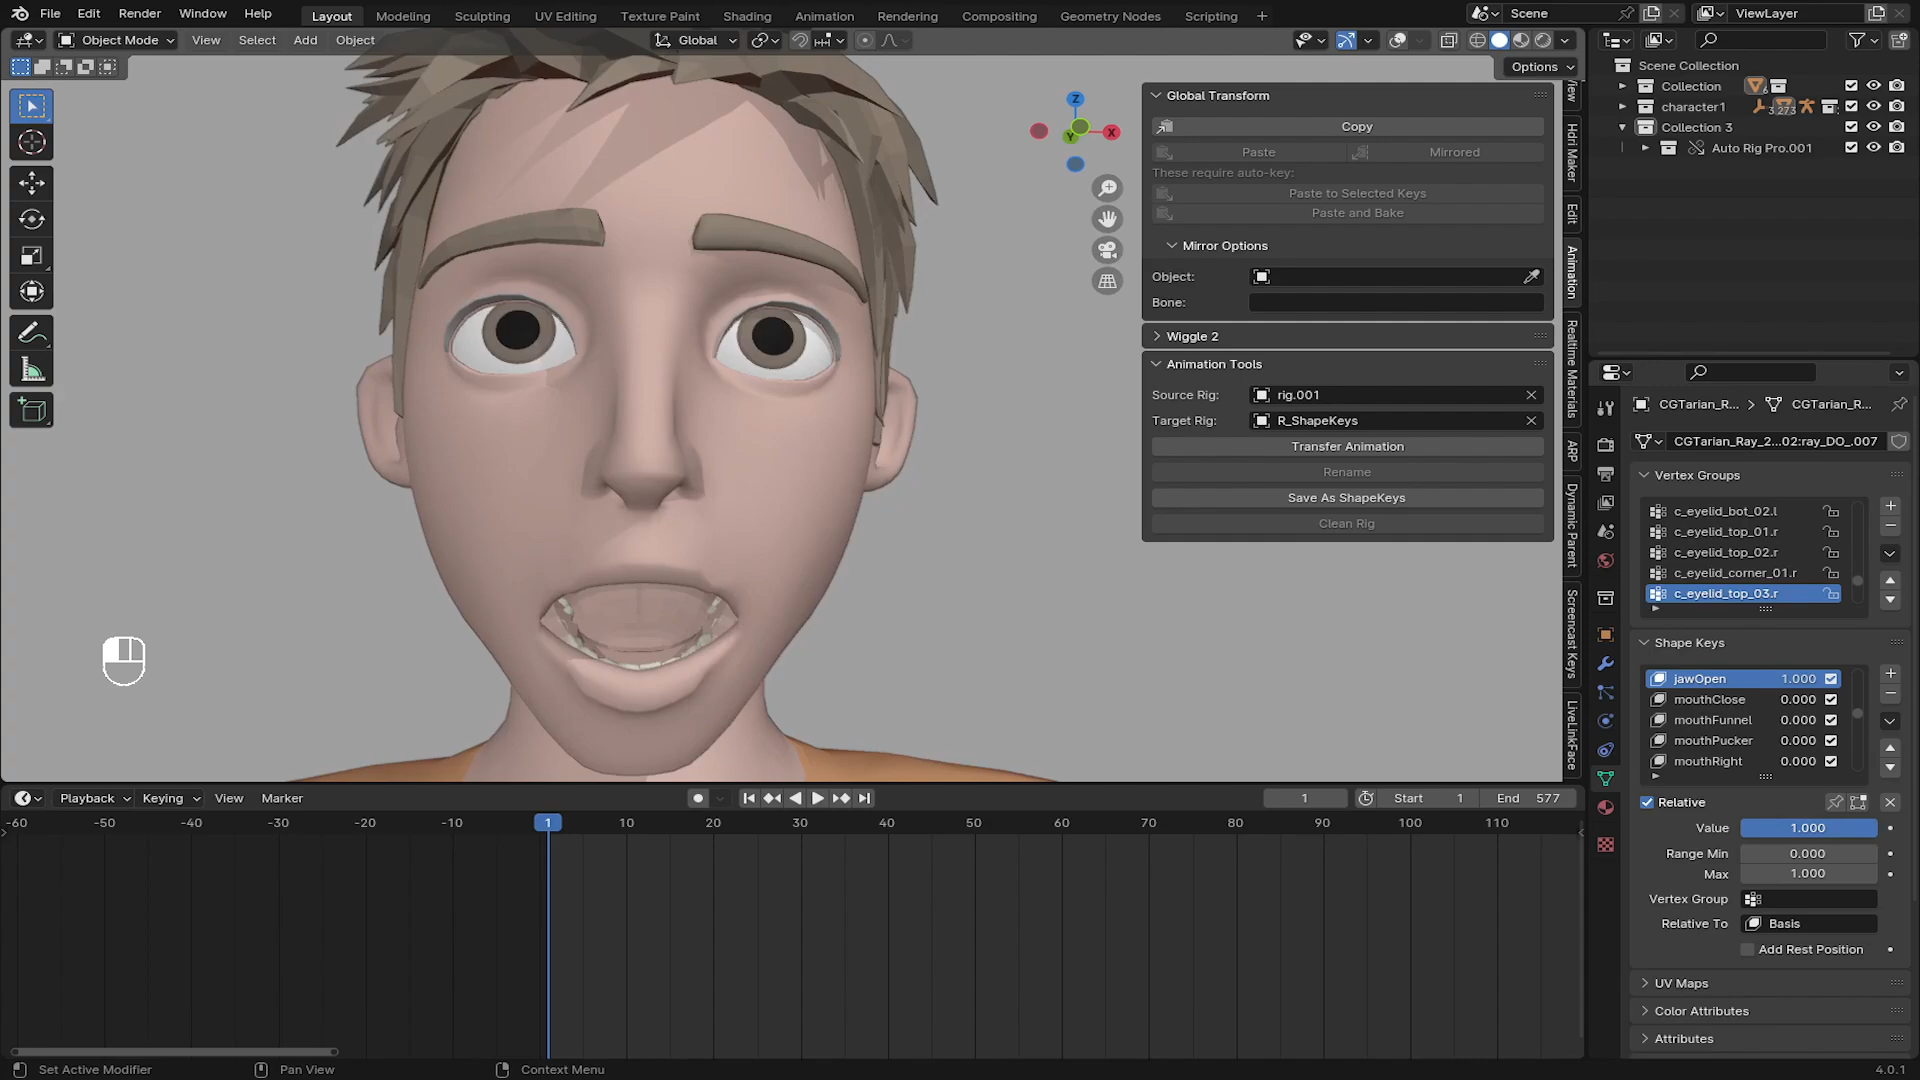 File Edit Render Window Help Layout Modeling Sculpting UV Editing Texture Paint Shading Animation Rendering Compositing Geometry Nodes Scripting + Scene ViewLayer
Object Mode View Select Add Object Global
Options
Scene Collection
Collection
character1 3,273
Collection 3
Auto Rig Pro.001
Z
X
Y
Global Transform
Copy
Paste Mirrored
These require auto-key:
Paste to Selected Keys
Paste and Bake
Mirror Options
Object:
Bone:
Wiggle 2
Animation Tools
Source Rig: rig.001
Target Rig: R_ShapeKeys
Transfer Animation
Rename
Save As ShapeKeys
Clean Rig
Hdri Maker
Edit
Animation
Realtime Materials
ARP
Dynamic Parent
Screencast Keys
LiveLinkFace
CGTarian_R... > CGTarian_R...
CGTarian_Ray_2...02:ray_DO_.007
Vertex Groups
c_eyelid_bot_02.l
c_eyelid_top_01.r
c_eyelid_top_02.r
c_eyelid_corner_01.r
c_eyelid_top_03.r
Shape Keys
jawOpen 1.000
mouthClose 0.000
mouthFunnel 0.000
mouthPucker 0.000
mouthRight 0.000
Relative
Value 1.000
Range Min 0.000
Max 1.000
Vertex Group
Relative To Basis
Add Rest Position
UV Maps
Color Attributes
Attributes
Playback Keying View Marker 1 Start 1 End 577
-60 -50 -40 -30 -20 -10 1 10 20 30 40 50 60 70 80 90 100 110
Set Active Modifier Pan View Context Menu 4.0.1